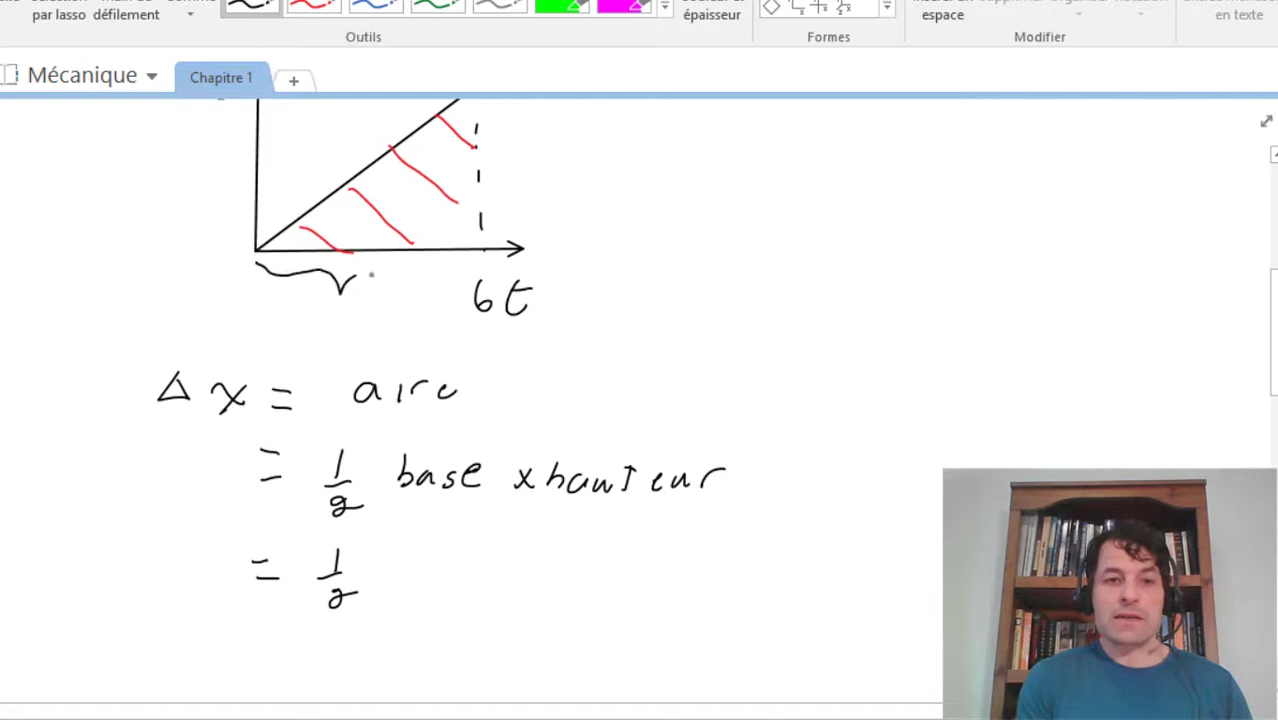 par lasso défilement
épaisseur
espace
en texte
Outils
Formes
Modifier
Mécanique
Chapitre 1
6 t
Δx = aire
= 1/2 base x hauteur
= 1/2